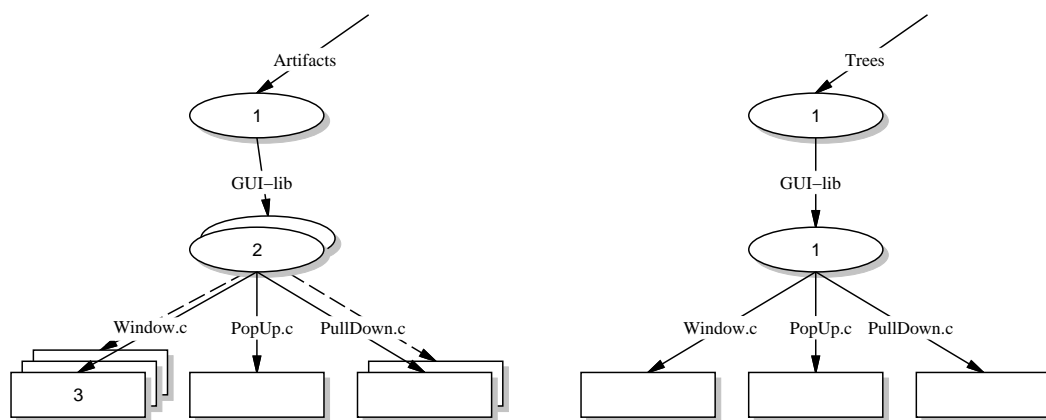 Artifacts
Trees
1
1
GUI–lib
GUI–lib
2
1
Window.c
PopUp.c
PullDown.c
Window.c
PopUp.c
PullDown.c
3